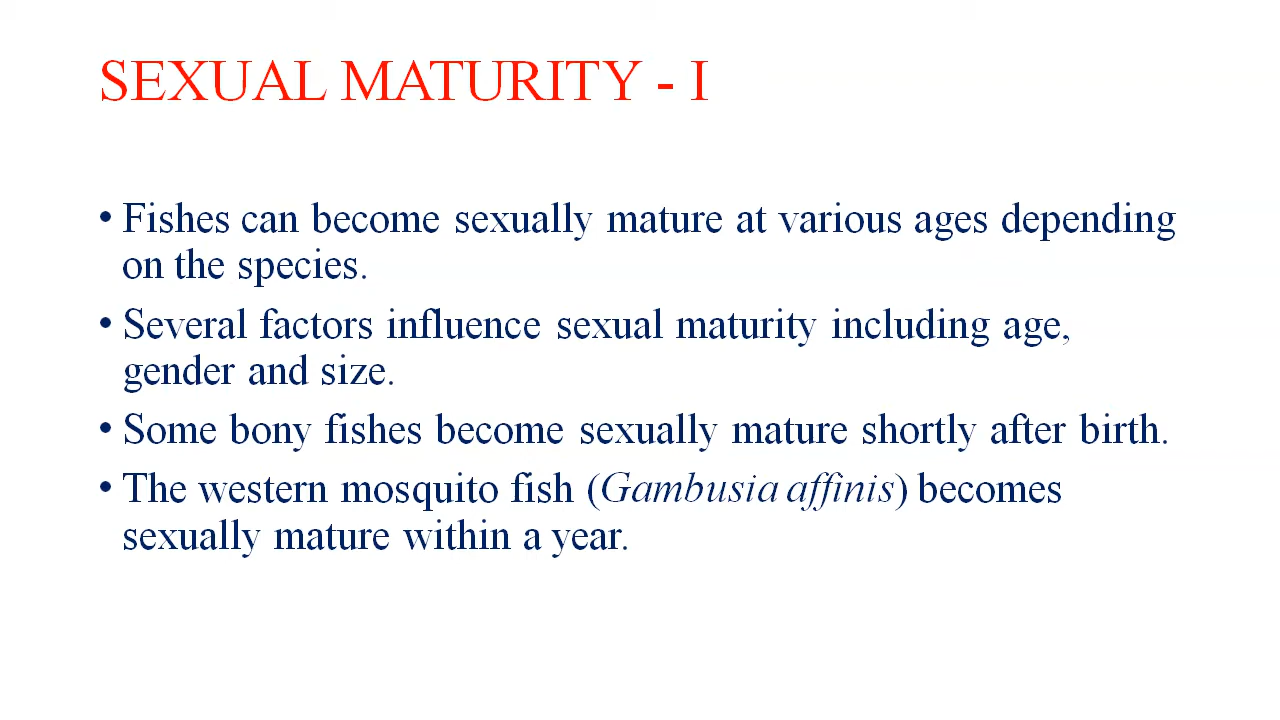 SEXUAL MATURITY - I
• Fishes can become sexually mature at various ages depending
on the species.
• Several factors influence sexual maturity including age,
gender and size.
• Some bony fishes become sexually mature shortly after birth.
• The western mosquito fish (Gambusia affinis) becomes
sexually mature within a year.